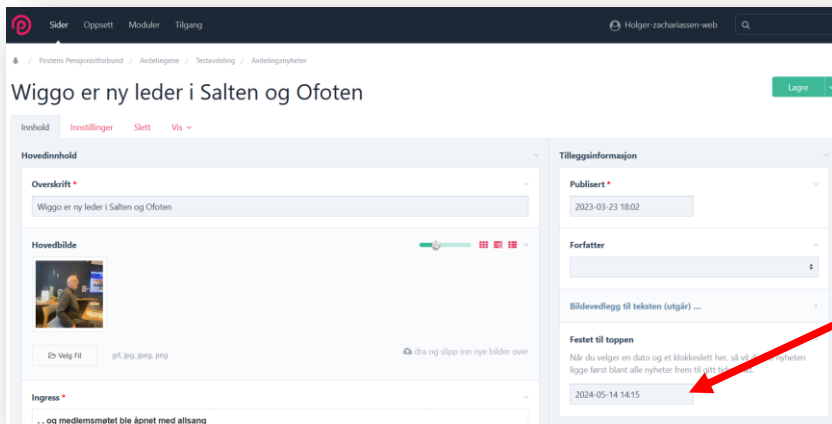 Sider Oppsett Moduler Tilgang Holger-zachariassen-web
/ Postens Pensjonistforbund / Avdelingene / Testavdeling / Avdelingsnyheter
Wiggo er ny leder i Salten og Ofoten
Lagre
Innhold Innstillinger Slett Vis
Hovedinnhold
Overskrift *
Wiggo er ny leder i Salten og Ofoten
Hovedbilde
Velg Fil gif, jpg, jpeg, png dra og slipp inn nye bilder over
Ingress *
. . og medlemsmøtet ble åpnet med allsang
Tilleggsinformasjon
Publisert *
2023-03-23 18:02
Forfatter
Bildevedlegg til teksten (utgår) ...
Festet til toppen
Når du velger en dato og et klokkeslett her, så vil nyheten
ligge først blant alle nyheter frem til gitt
2024-05-14 14:15